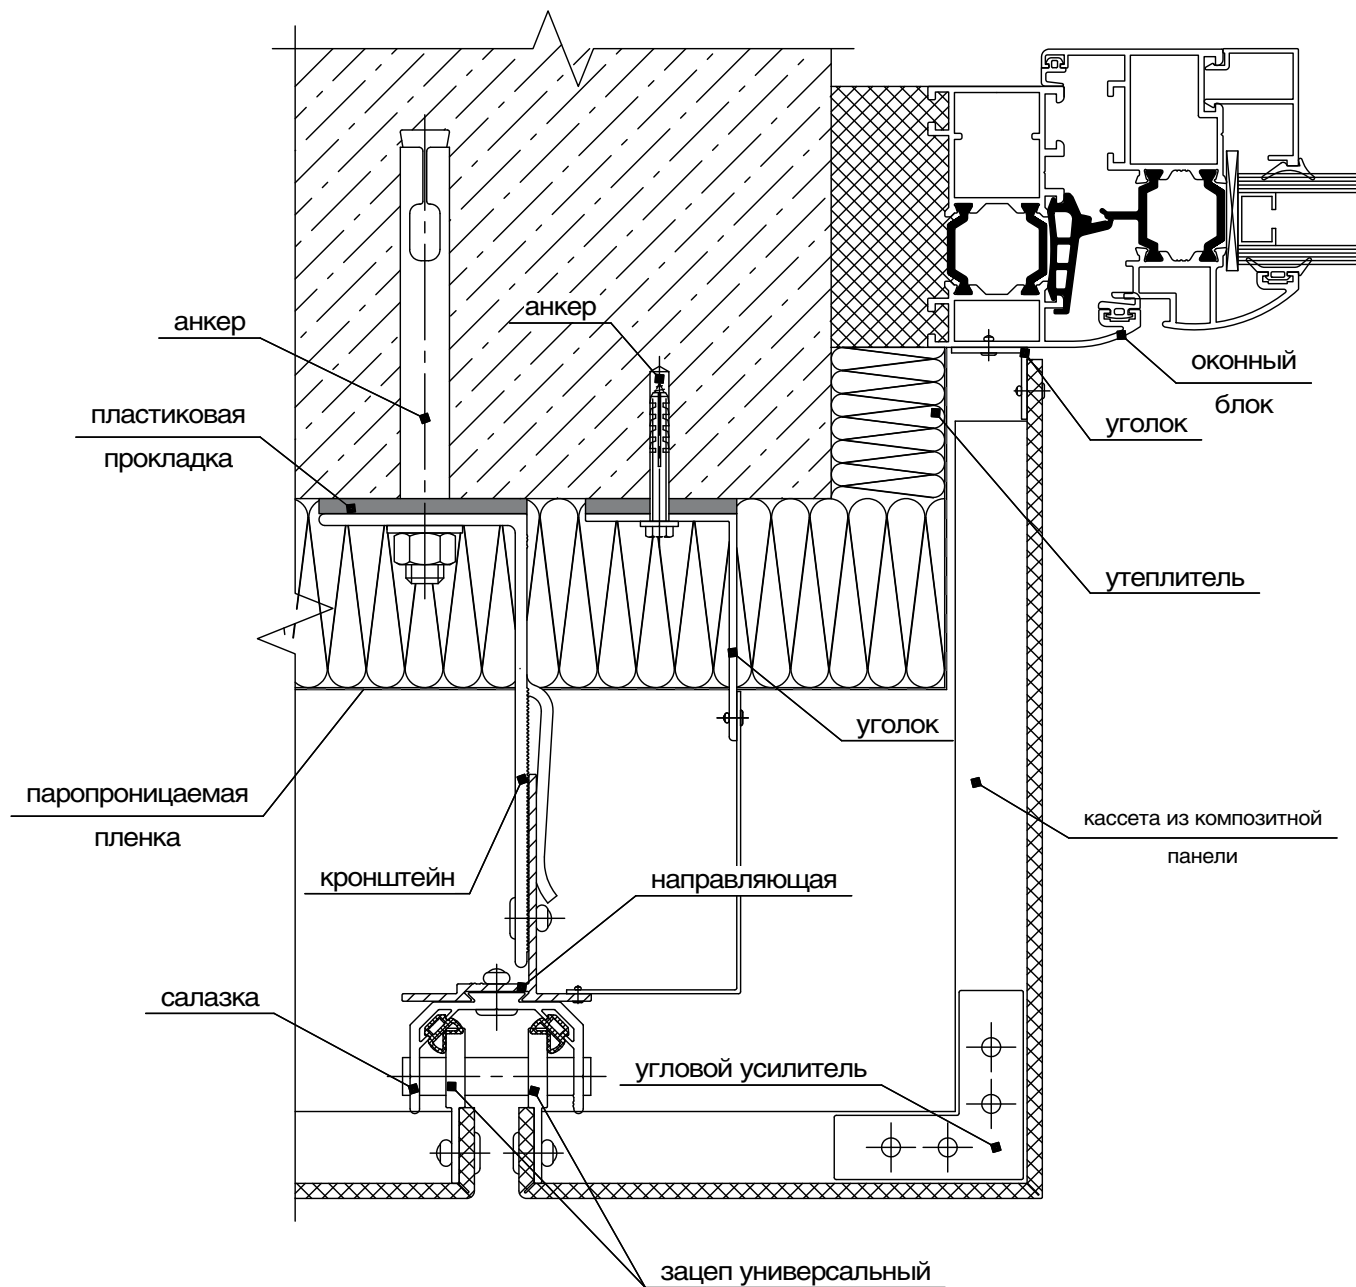 анкер
анкер
оконный
блок
пластиковая
прокладка
уголок
утеплитель
уголок
паропроницаемая
пленка
кассета из композитной
панели
кронштейн
направляющая
салазка
угловой усилитель
зацеп универсальный